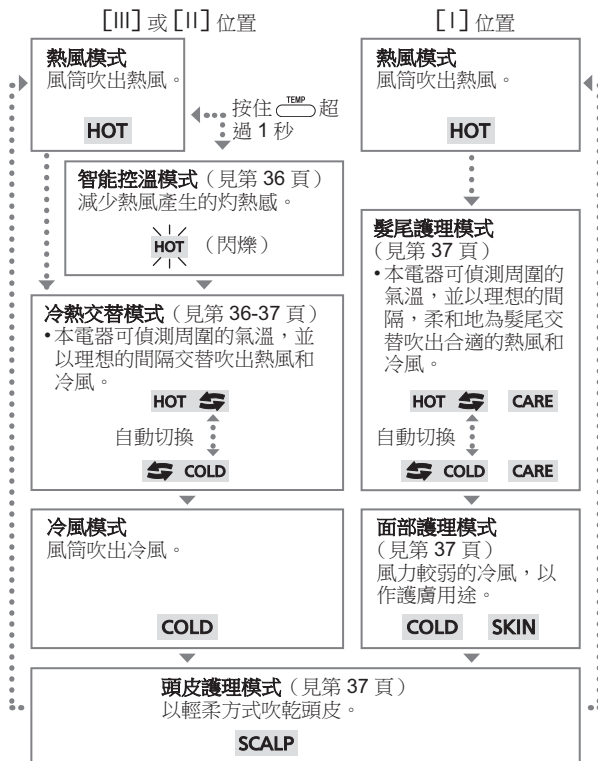 [III] 或 [II] 位置
熱風模式
風筒吹出熱風。
HOT
按住 TEMP 超
過 1 秒
智能控溫模式（見第 36 頁）
減少熱風產生的灼熱感。
HOT （閃爍）
冷熱交替模式（見第 36-37 頁）
•本電器可偵測周圍的氣溫，並
以理想的間隔交替吹出熱風和
冷風。
HOT
自動切換
COLD
冷風模式
風筒吹出冷風。
COLD
[I] 位置
熱風模式
風筒吹出熱風。
HOT
髮尾護理模式
（見第 37 頁）
•本電器可偵測周圍的
氣溫，並以理想的間
隔，柔和地為髮尾交
替吹出合適的熱風和
冷風。
HOT CARE
自動切換
COLD CARE
面部護理模式
（見第 37 頁）
風力較弱的冷風，以
作護膚用途。
COLD SKIN
頭皮護理模式（見第 37 頁）
以輕柔方式吹乾頭皮。
SCALP